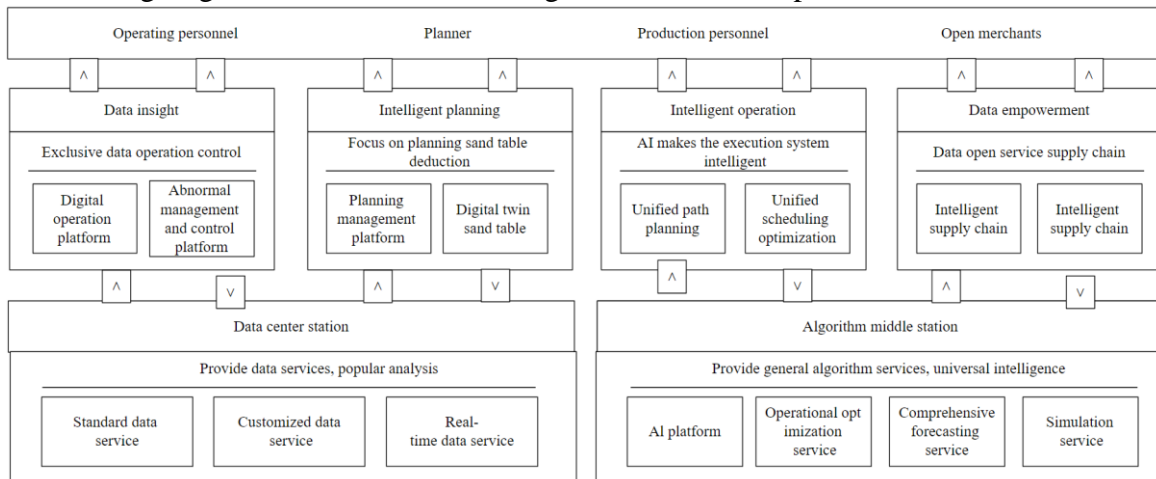 Operating personnel
Planner
Production personnel
Open merchants
^
^
^
^
^
^
^
^
Data insight
Exclusive data operation control
Digital
operation
platform
Abnormal
management
and control
platform
Intelligent planning
Focus on planning sand table
deduction
Planning
management
platform
Digital twin
sand table
Intelligent operation
AI makes the execution system
intelligent
Unified path
planning
Unified
scheduling
optimization
Data empowerment
Data open service supply chain
Intelligent
supply chain
Intelligent
supply chain
^
v
^
v
^
v
^
v
Data center station
Provide data services, popular analysis
Standard data
service
Customized data
service
Real-
time data service
Algorithm middle station
Provide general algorithm services, universal intelligence
Al platform
Operational opt
imization
service
Comprehensive
forecasting
service
Simulation
service